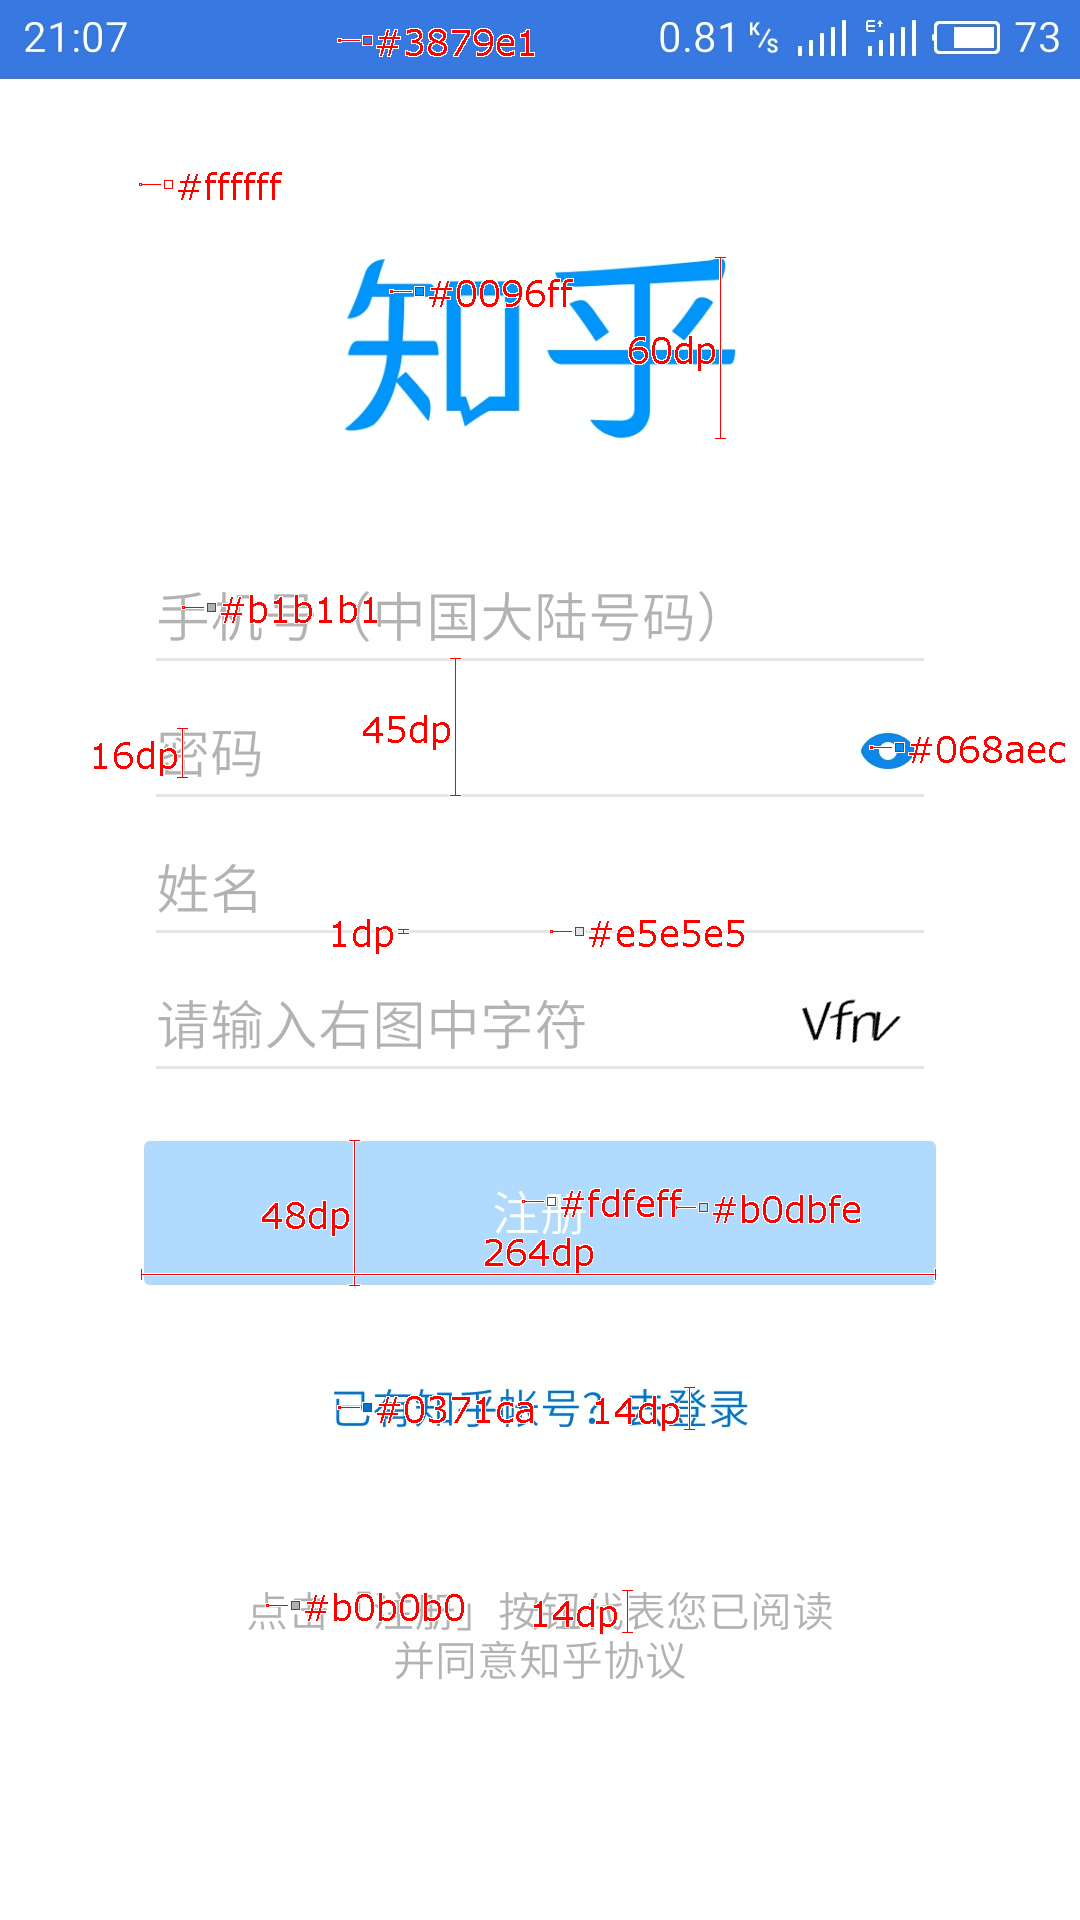 21:07 #3879e1 0.81 K/s E↑ 73
#ffffff
知乎 #0096ff
60dp
手机号（中国大陆号码） #b1b1b1
45dp
密码 16dp #068aec
姓名
1dp #e5e5e5
请输入右图中字符 Vfnv
注册 #fdfeff #b0dbfe
48dp
264dp
已有知乎帐号？去登录 #0371ca 14dp
点击「注册」按钮代表您已阅读 #b0b0b0 14dp
并同意知乎协议